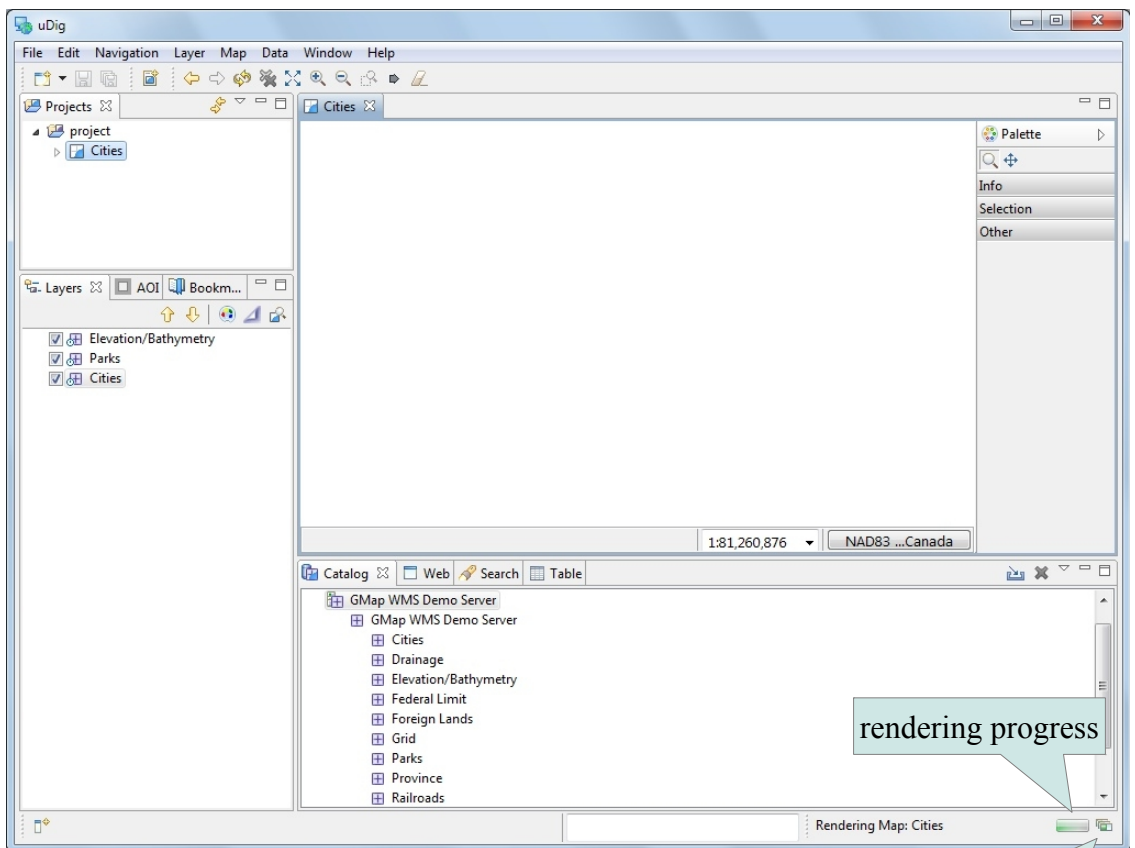 uDig
File Edit Navigation Layer Map Data Window Help
Projects
project
Cities
Cities
Palette
Info
Selection
Other
Layers AOI Bookm...
Elevation/Bathymetry
Parks
Cities
1:81,260,876 NAD83 ...Canada
Catalog Web Search Table
GMap WMS Demo Server
GMap WMS Demo Server
Cities
Drainage
Elevation/Bathymetry
Federal Limit
Foreign Lands
Grid
Parks
Province
Railroads
rendering progress
Rendering Map: Cities